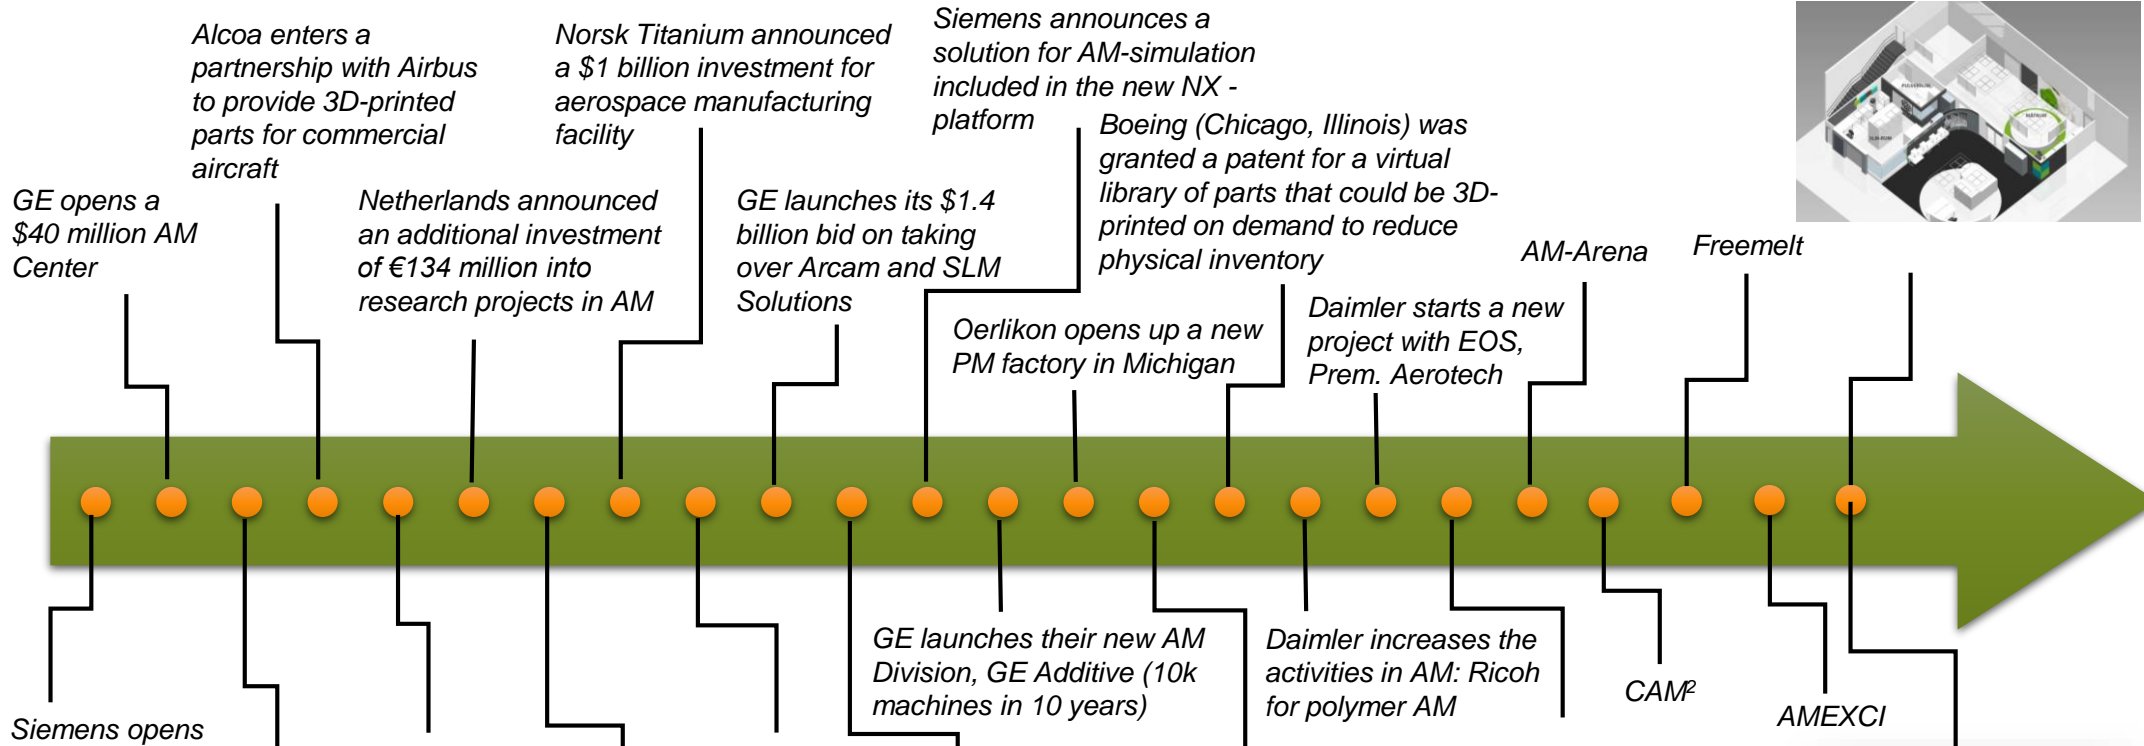 Alcoa enters a
partnership with Airbus
to provide 3D-printed
parts for commercial
aircraft
Norsk Titanium announced
a $1 billion investment for
aerospace manufacturing
facility
Siemens announces a
solution for AM-simulation
included in the new NX -
platform
Boeing (Chicago, Illinois) was
granted a patent for a virtual
library of parts that could be 3D-
printed on demand to reduce
physical inventory
GE opens a
$40 million AM
Center
Netherlands announced
an additional investment
of €134 million into
research projects in AM
GE launches its $1.4
billion bid on taking
over Arcam and SLM
Solutions
Oerlikon opens up a new
PM factory in Michigan
Daimler starts a new
project with EOS,
Prem. Aerotech
AM-Arena
Freemelt
Siemens opens
GE launches their new AM
Division, GE Additive (10k
machines in 10 years)
Daimler increases the
activities in AM: Ricoh
for polymer AM
CAM²
AMEXCI